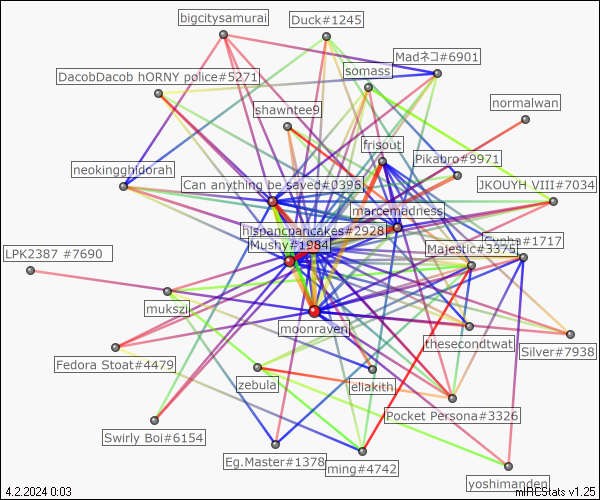 bigcitysamurai
Duck#1245
Madネコ#6901
somass
DacobDacob hORNY police#5271
normalwan
shawntee9
frisout
Pikabro#9971
neokingghidorah
Can anything be saved#0396
JKOUYH VIII#7034
marcemadness
hispancpancakes#2928
Mushy#1984
Majestic#3375
#1717
LPK2387 #7690
mukszi
moonraven
thesecondtwat
Silver#7938
Fedora Stoat#4479
zebula
eliakith
Pocket Persona#3326
Swirly Boi#6154
Eg.Master#1378
ming#4742
yoshimanden
4.2.2024 0:03
mIRCStats v1.25